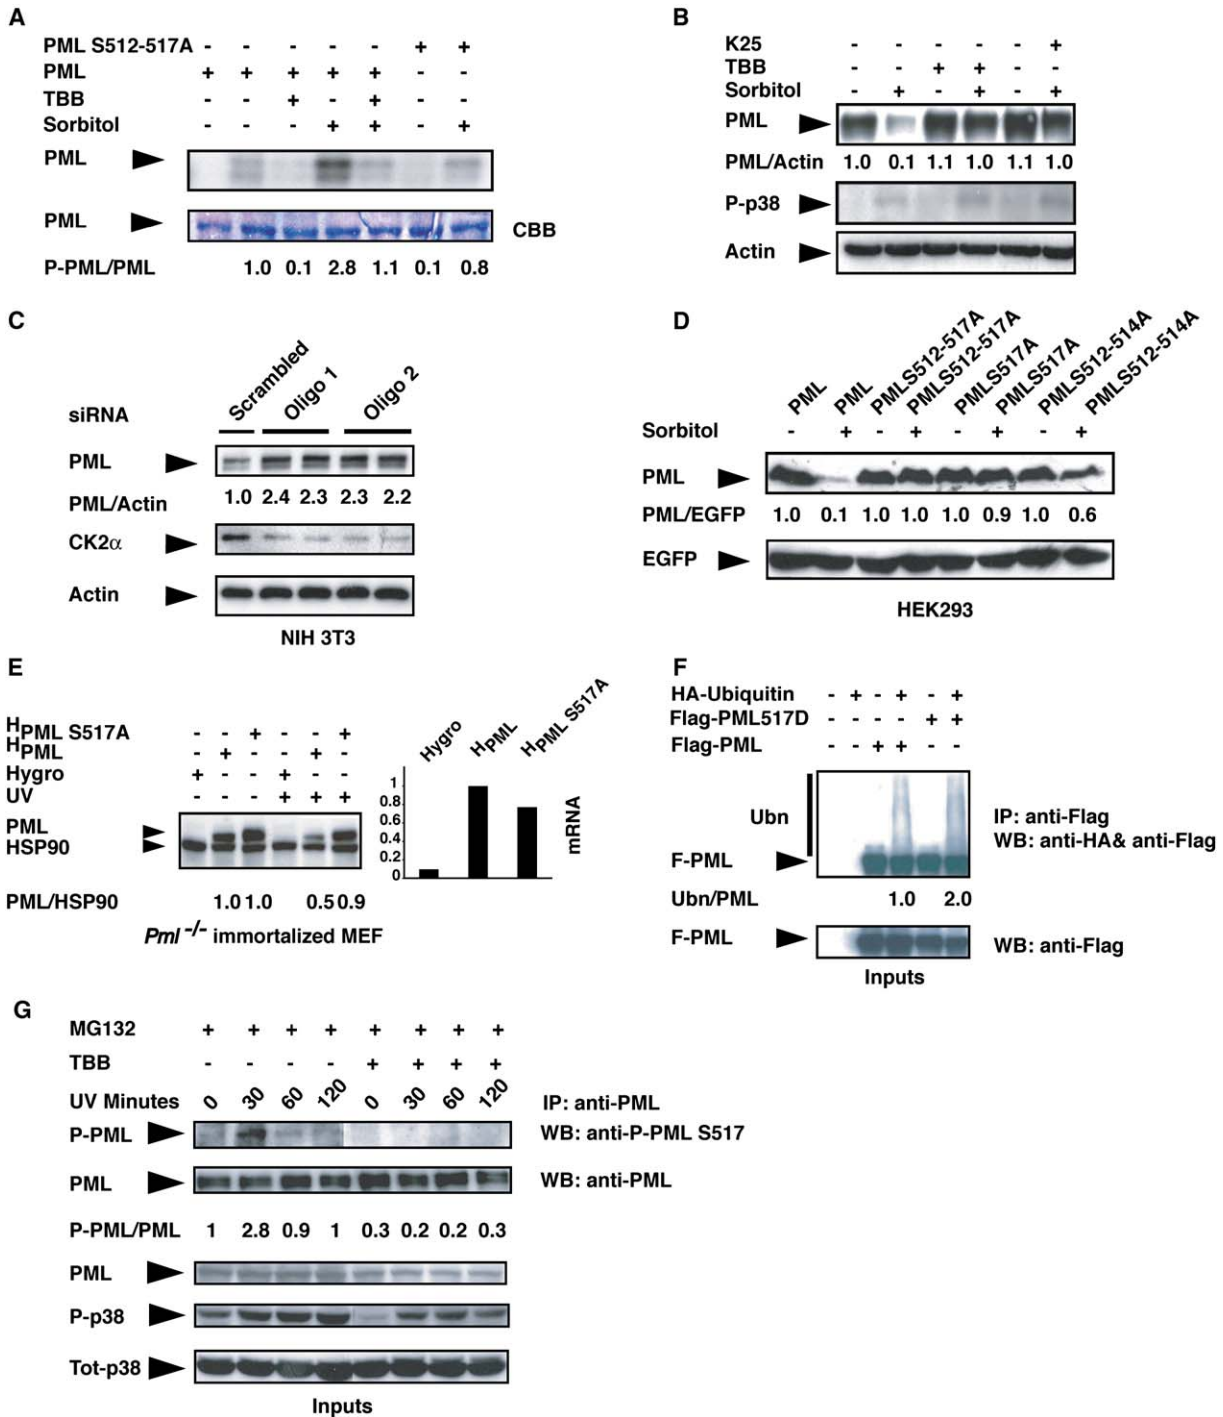 A
PML S512-517A - - - - - + +
PML + + + + + - -
TBB - - + - + - -
Sorbitol - - - + + - +
PML
PML
CBB
P-PML/PML 1.0 0.1 2.8 1.1 0.1 0.8
B
K25 - - - - - +
TBB - - + + - -
Sorbitol - + - + - +
PML
PML/Actin 1.0 0.1 1.1 1.0 1.1 1.0
P-p38
Actin
C
siRNA Scrambled Oligo 1 Oligo 2
PML
PML/Actin 1.0 2.4 2.3 2.3 2.2
CK2α
Actin
NIH 3T3
D
PML PML PMLS512-517A PMLS512-517A PMLS517A PMLS517A PMLS512-514A PMLS512-514A
Sorbitol - + - + - + - +
PML
PML/EGFP 1.0 0.1 1.0 1.0 1.0 0.9 1.0 0.6
EGFP
HEK293
E
HPML S517A - - + - - +
HPML - + - - + -
Hygro + - - + - -
UV - - - + + +
PML
HSP90
PML/HSP90 1.0 1.0 0.5 0.9
Pml -/- immortalized MEF
Hygro HPML HPML S517A
1
0.8
0.6
0.4
0.2
0
mRNA
F
HA-Ubiquitin - + - + - +
Flag-PML517D - - - - + +
Flag-PML - - + + - -
Ubn
F-PML
IP: anti-Flag
WB: anti-HA& anti-Flag
Ubn/PML 1.0 2.0
F-PML
WB: anti-Flag
Inputs
G
MG132 + + + + + + + +
TBB - - - - + + + +
UV Minutes 0 30 60 120 0 30 60 120
IP: anti-PML
P-PML
WB: anti-P-PML S517
PML
WB: anti-PML
P-PML/PML 1 2.8 0.9 1 0.3 0.2 0.2 0.3
PML
P-p38
Tot-p38
Inputs